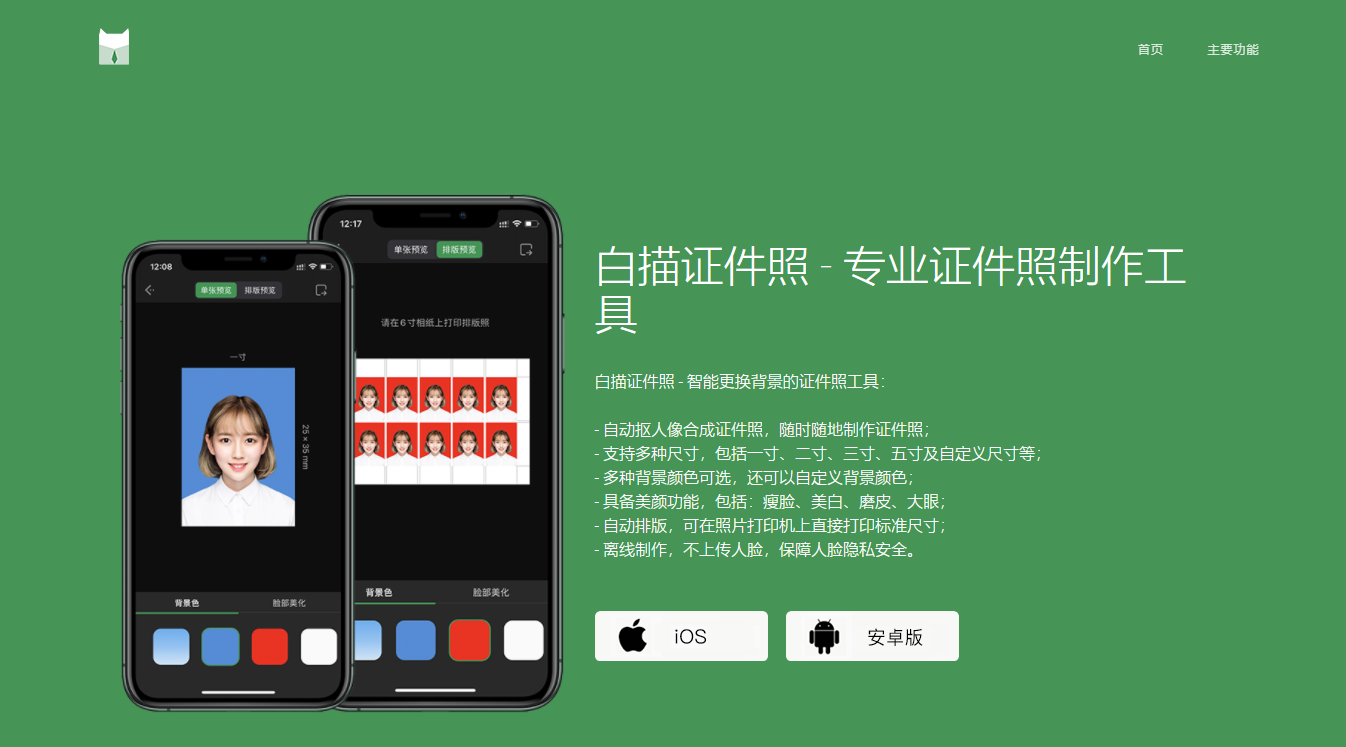 首页
主要功能
12:17
单张预览
排版预览
请在6寸相纸上打印排版照
背景色
脸部美化
12:08
单张预览
排版预览
一寸
25 × 35 mm
背景色
脸部美化
白描证件照 - 专业证件照制作工
具
白描证件照 - 智能更换背景的证件照工具：
- 自动抠人像合成证件照，随时随地制作证件照；
- 支持多种尺寸，包括一寸、二寸、三寸、五寸及自定义尺寸等；
- 多种背景颜色可选，还可以自定义背景颜色；
- 具备美颜功能，包括：瘦脸、美白、磨皮、大眼；
- 自动排版，可在照片打印机上直接打印标准尺寸；
- 离线制作，不上传人脸，保障人脸隐私安全。
iOS
安卓版